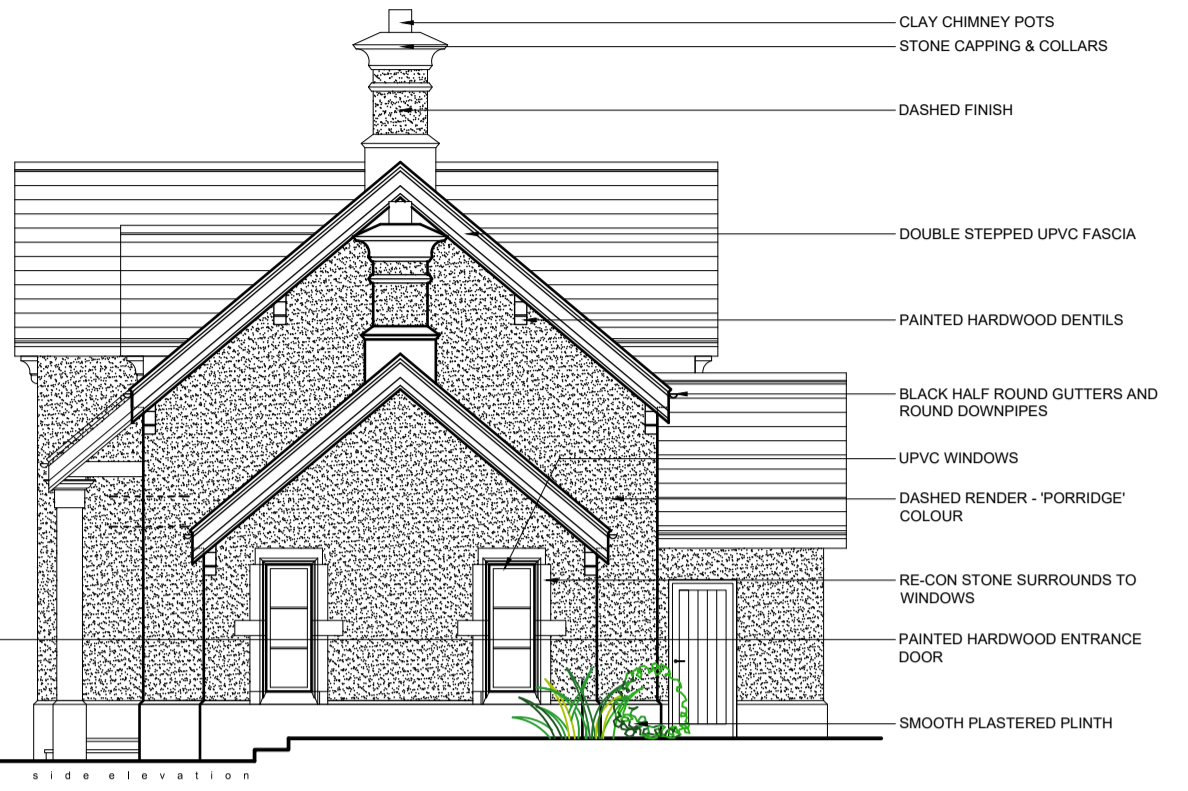 CLAY CHIMNEY POTS
STONE CAPPING & COLLARS
DASHED FINISH
DOUBLE STEPPED UPVC FASCIA
PAINTED HARDWOOD DENTILS
BLACK HALF ROUND GUTTERS AND
ROUND DOWNPIPES
UPVC WINDOWS
DASHED RENDER - 'PORRIDGE'
COLOUR
RE-CON STONE SURROUNDS TO
WINDOWS
PAINTED HARDWOOD ENTRANCE
DOOR
SMOOTH PLASTERED PLINTH
side elevation